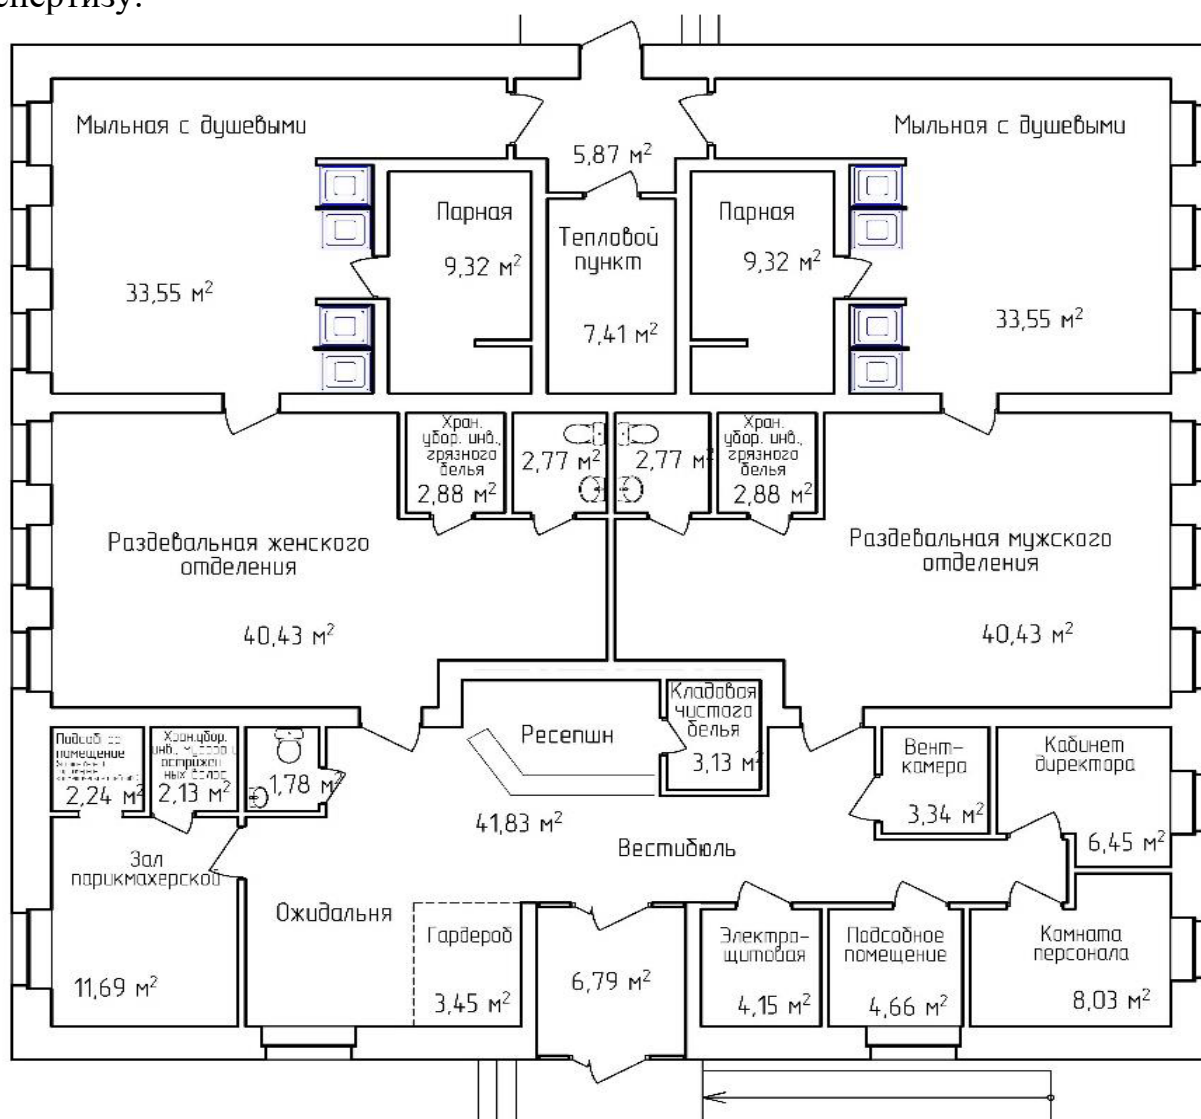 спертизу.
Мыльная с душевыми
33,55 м²
Парная
9,32 м²
5,87 м²
Тепловой
пункт
7,41 м²
Парная
9,32 м²
Мыльная с душевыми
33,55 м²
Хран.
убор. инв.,
грязного
белья
2,88 м²
2,77 м²
2,77 м²
Хран.
убор. инв.,
грязного
белья
2,88 м²
Раздевальная женского
отделения
40,43 м²
Раздевальная мужского
отделения
40,43 м²
помещение
2,24 м²
Хран.убор.
2,13 м²
1,78 м²
Ресепшн
Кладовая
чистого
белья
3,13 м²
Вент-
камера
3,34 м²
Кабинет
директора
6,45 м²
41,83 м²
Вестибюль
Зал
парикмахерской
11,69 м²
Ожидальня
Гардероб
3,45 м²
6,79 м²
Электро-
щитовая
4,15 м²
Подсобное
помещение
4,66 м²
Комната
персонала
8,03 м²